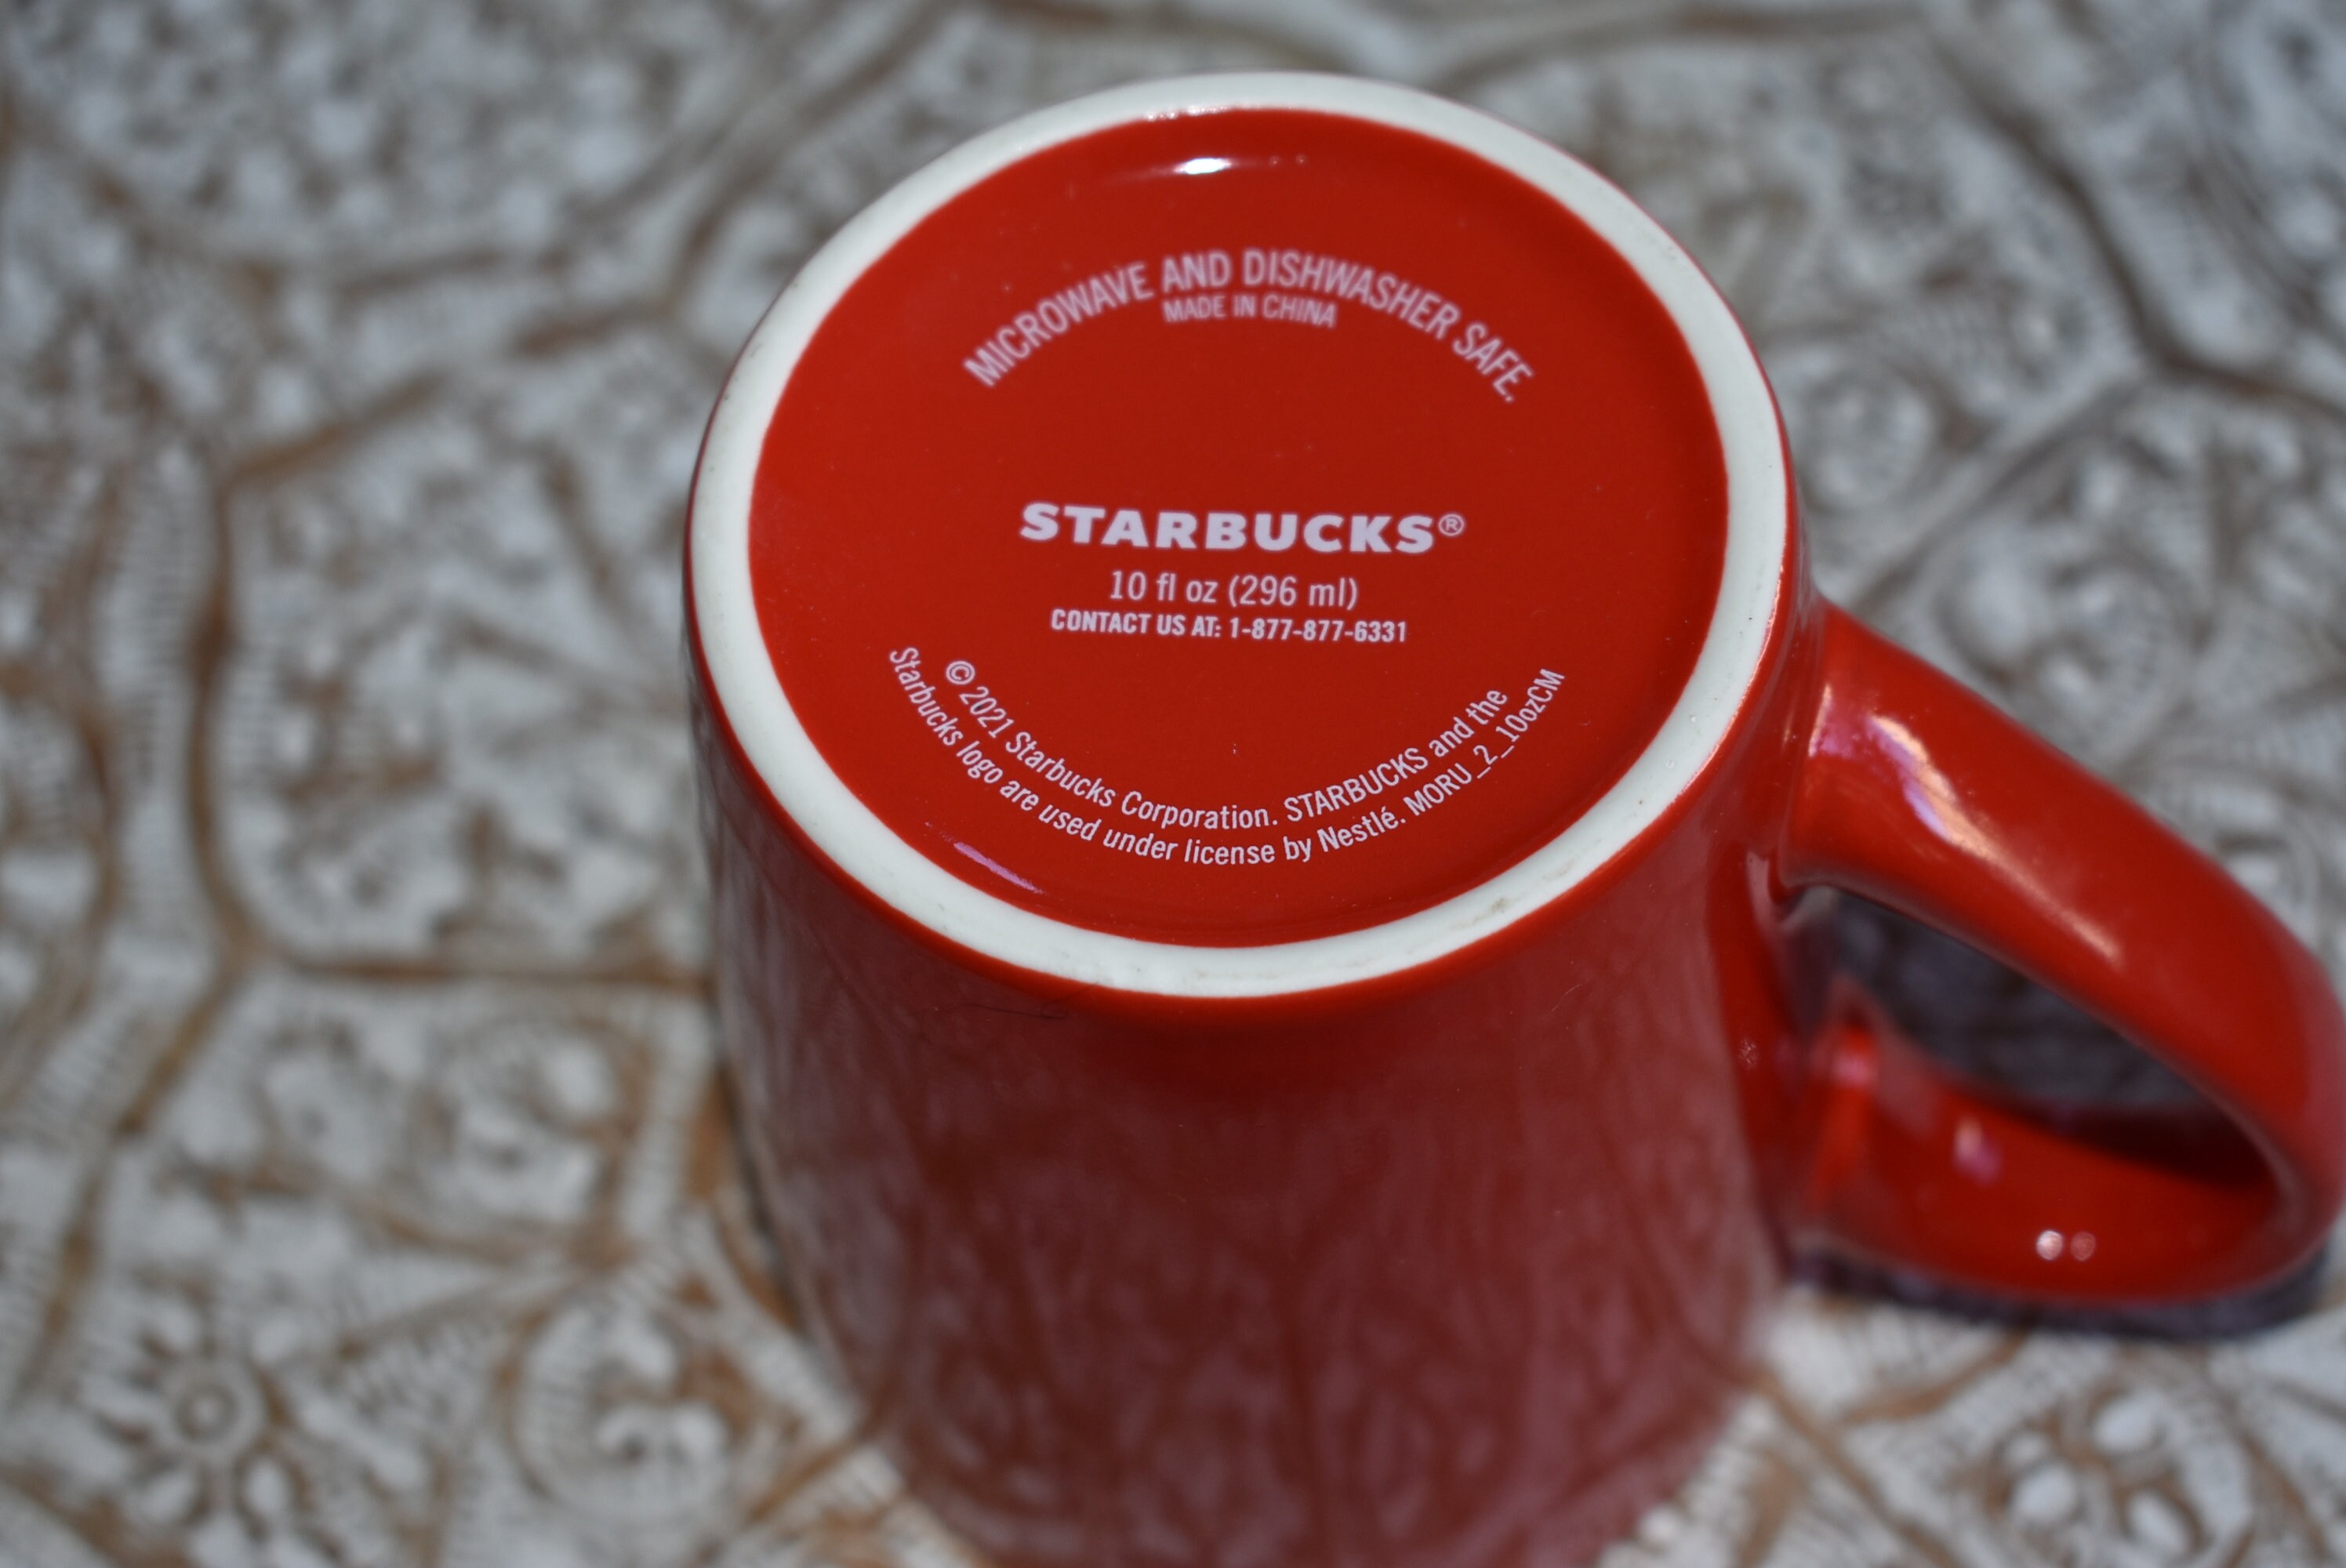 MICROWAVE AND DISHWASHER SAFE.
MADE IN CHINA
STARBUCKS®
10 fl oz (296 ml)
CONTACT US AT: 1-877-877-6331
© 2021 Starbucks Corporation. STARBUCKS and the
Starbucks logo are used under license by Nestlé. MORU_2_10ozCM